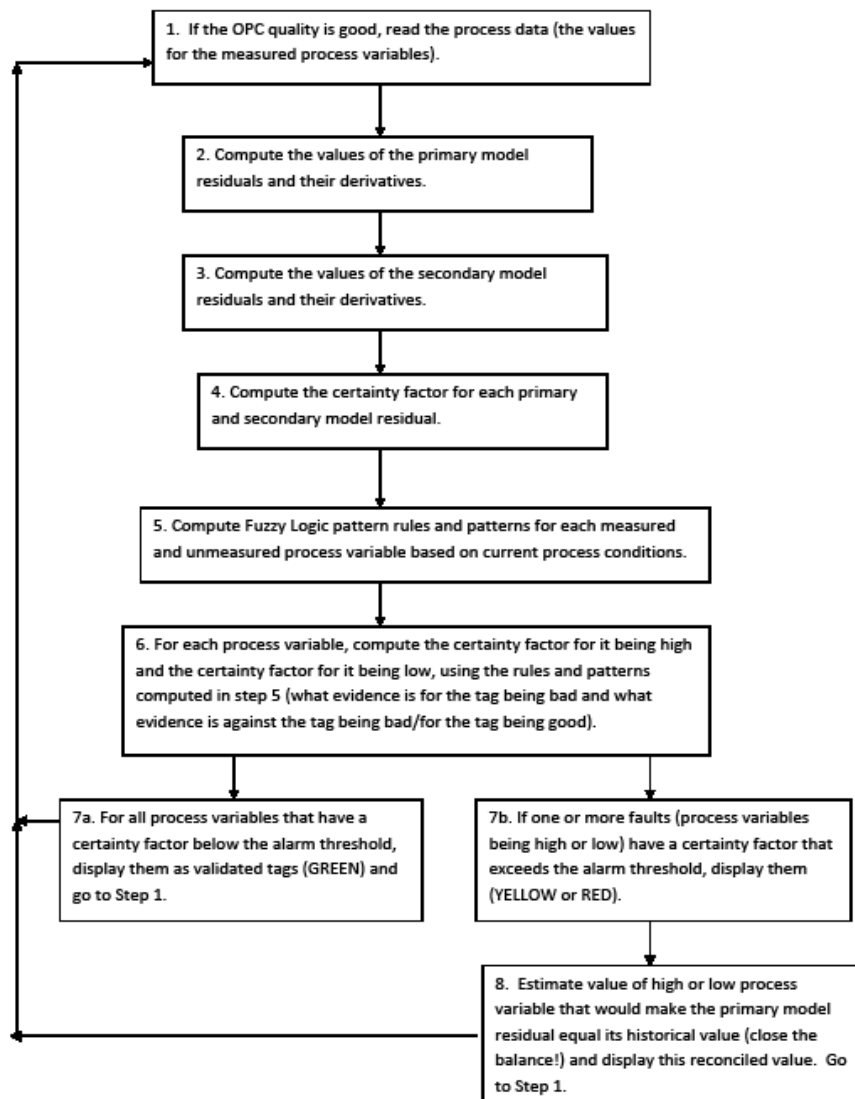 1. If the OPC quality is good, read the process data (the values
for the measured process variables).
2. Compute the values of the primary model
residuals and their derivatives.
3. Compute the values of the secondary model
residuals and their derivatives.
4. Compute the certainty factor for each primary
and secondary model residual.
5. Compute Fuzzy Logic pattern rules and patterns for each measured
and unmeasured process variable based on current process conditions.
6. For each process variable, compute the certainty factor for it being high
and the certainty factor for it being low, using the rules and patterns
computed in step 5 (what evidence is for the tag being bad and what
evidence is against the tag being bad/for the tag being good).
7a. For all process variables that have a
certainty factor below the alarm threshold,
display them as validated tags (GREEN) and
go to Step 1.
7b. If one or more faults (process variables
being high or low) have a certainty factor that
exceeds the alarm threshold, display them
(YELLOW or RED).
8. Estimate value of high or low process
variable that would make the primary model
residual equal its historical value (close the
balance!) and display this reconciled value. Go
to Step 1.